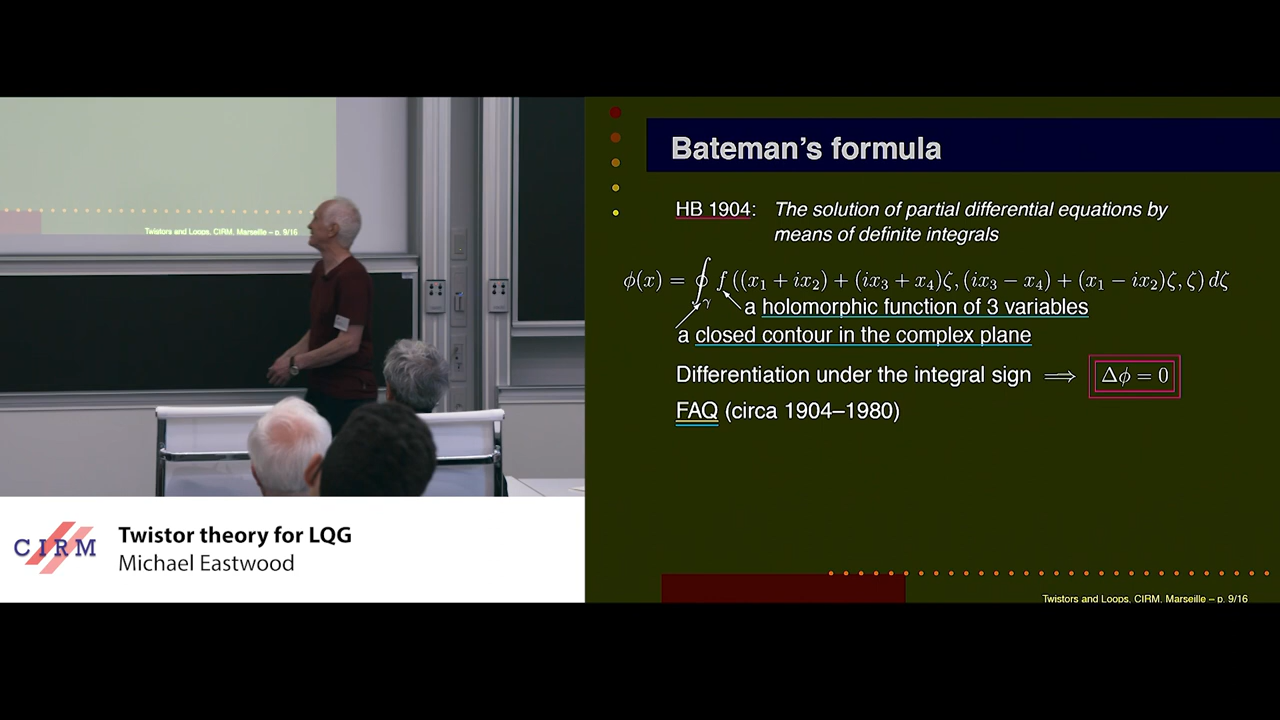 Twistors and Loops, CIRM, Marseille – p. 9/16
CIRM
Twistor theory for LQG
Michael Eastwood
Bateman's formula
HB 1904: The solution of partial differential equations by
means of definite integrals
ϕ(x) = ∮γ f((x₁ + ix₂) + (ix₃ + x₄)ζ, (ix₃ − x₄) + (x₁ − ix₂)ζ, ζ) dζ
a holomorphic function of 3 variables
a closed contour in the complex plane
Differentiation under the integral sign ⟹ Δϕ = 0
FAQ (circa 1904–1980)
Twistors and Loops, CIRM, Marseille – p. 9/16